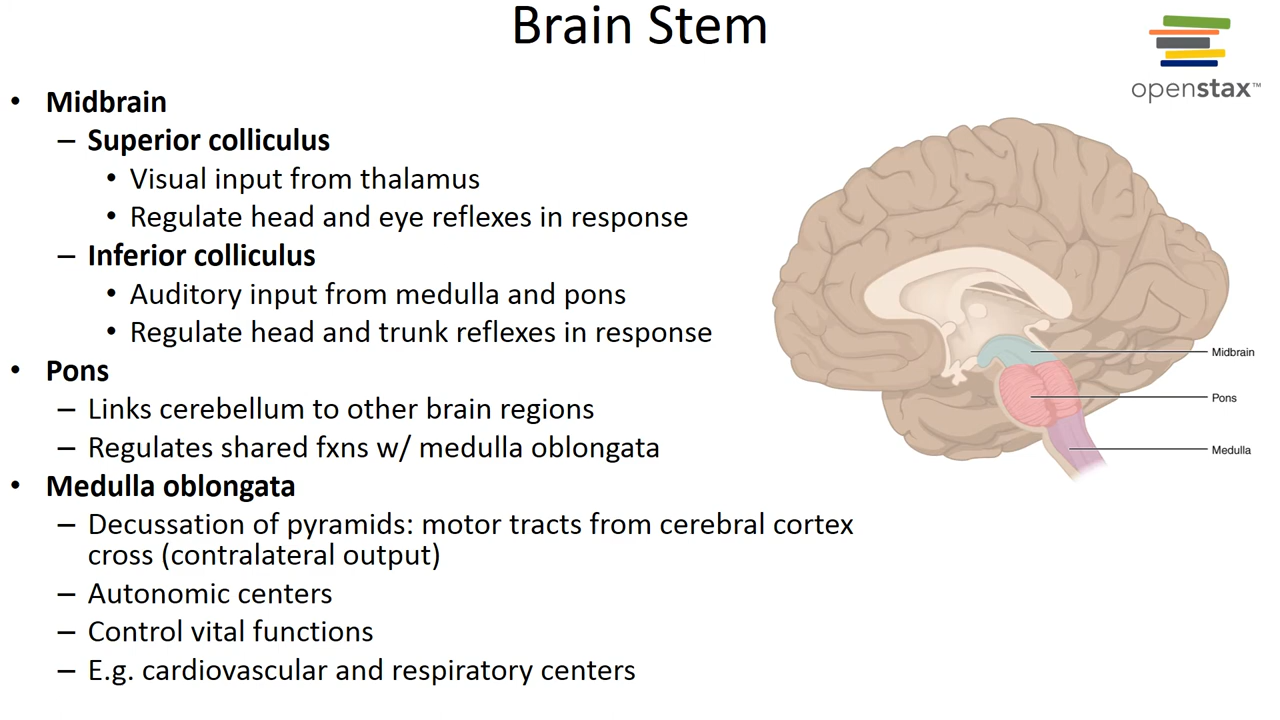 Brain Stem
openstax™
• Midbrain
– Superior colliculus
• Visual input from thalamus
• Regulate head and eye reflexes in response
– Inferior colliculus
• Auditory input from medulla and pons
• Regulate head and trunk reflexes in response
• Pons
– Links cerebellum to other brain regions
– Regulates shared fxns w/ medulla oblongata
• Medulla oblongata
– Decussation of pyramids: motor tracts from cerebral cortex
cross (contralateral output)
– Autonomic centers
– Control vital functions
– E.g. cardiovascular and respiratory centers
Midbrain
Pons
Medulla